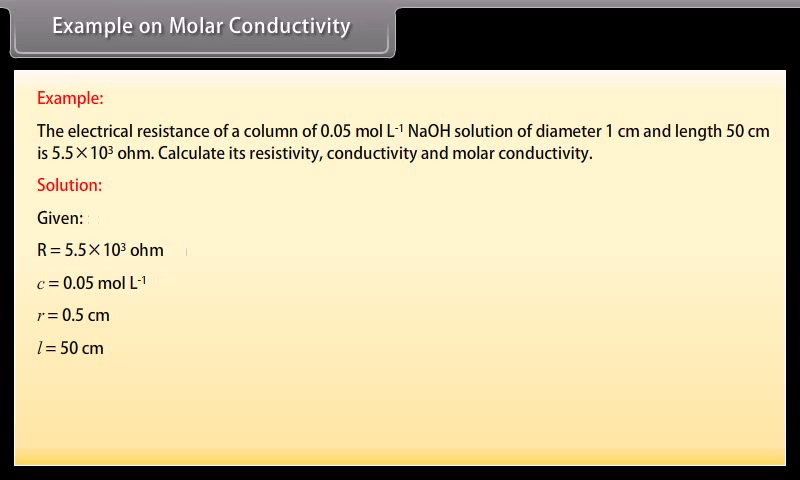 Example on Molar Conductivity
Example:
The electrical resistance of a column of 0.05 mol L⁻¹ NaOH solution of diameter 1 cm and length 50 cm
is 5.5×10³ ohm. Calculate its resistivity, conductivity and molar conductivity.
Solution:
Given:
R = 5.5×10³ ohm
c = 0.05 mol L⁻¹
r = 0.5 cm
l = 50 cm